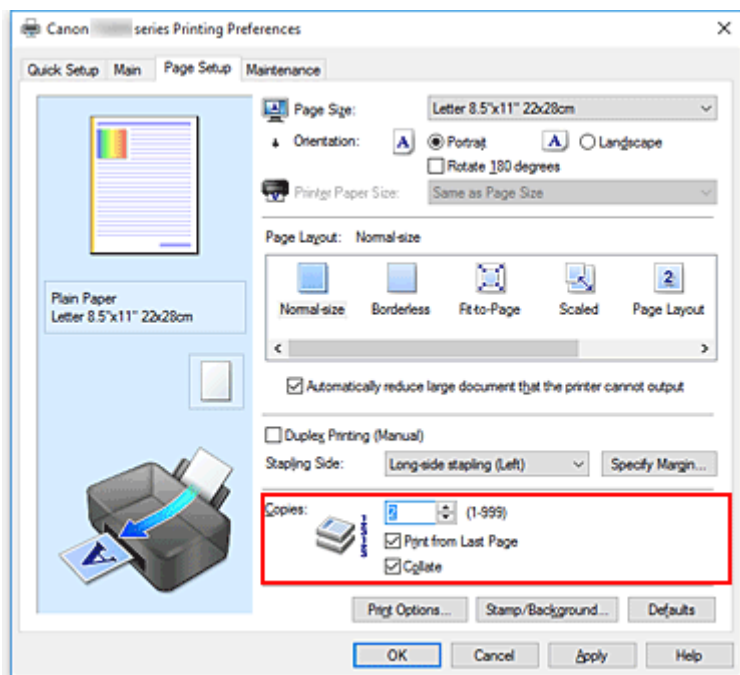 Canon series Printing Preferences
Quick Setup Main Page Setup Maintenance
Page Size: Letter 8.5"x11" 22x28cm
Orientation: A Portrait A Landscape
Rotate 180 degrees
Printer Paper Size: Same as Page Size
Page Layout: Normal-size
2
Normal-size Borderless Fit-to-Page Scaled Page Layout
Plain Paper
Letter 8.5"x11" 22x28cm
Automatically reduce large document that the printer cannot output
Duplex Printing (Manual)
Stapling Side: Long-side stapling (Left) Specify Margin...
Copies: 2 (1-999)
Print from Last Page
Collate
A
Print Options... Stamp/Background... Defaults
OK Cancel Apply Help